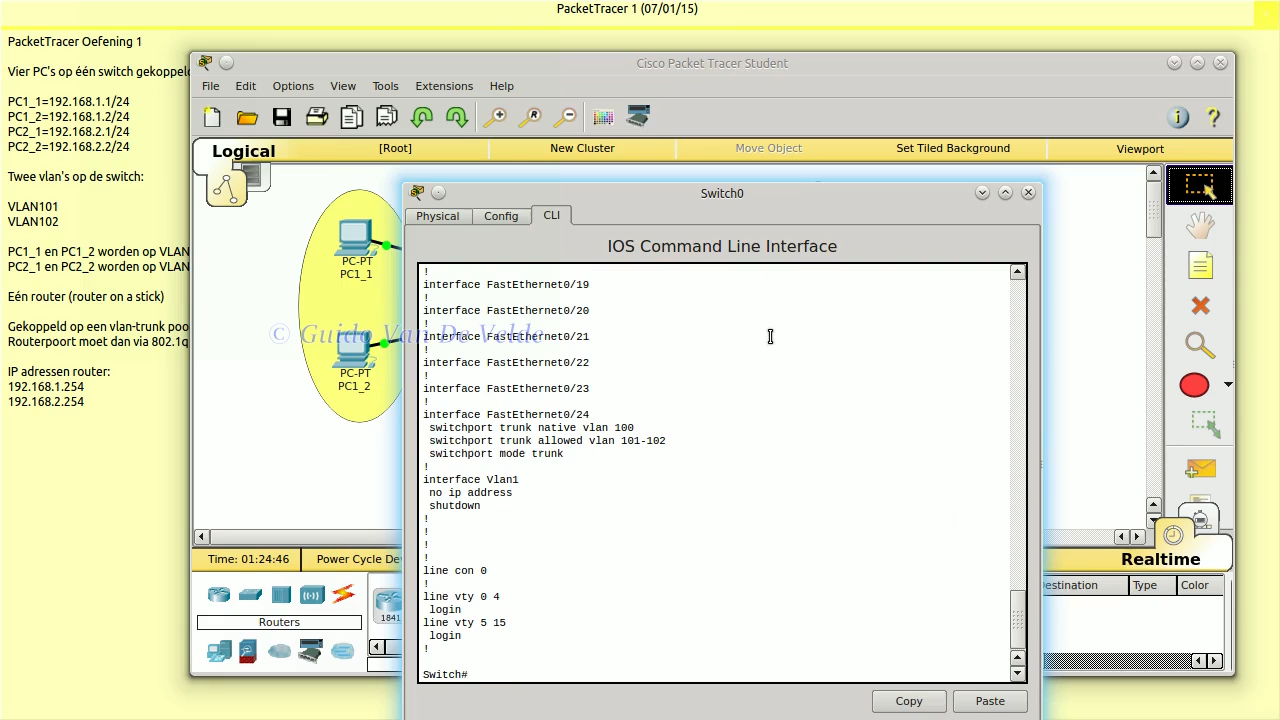 PacketTracer 1 (07/01/15)
PacketTracer Oefening 1
Vier PC's op één switch
PC1_1=192.168.1.1/24
PC1_2=192.168.1.2/24
PC2_1=192.168.2.1/24
PC2_2=192.168.2.2/24
Twee vlan's op de switch:
VLAN101
VLAN102
PC1_1 en PC1_2 worden op VLAN
PC2_1 en PC2_2 worden op VLAN
Eén router (router on a stick)
Gekoppeld op een vlan-trunk poo
Routerpoort moet dan via 802.1q
IP adressen router:
192.168.1.254
192.168.2.254
Cisco Packet Tracer Student
File Edit Options View Tools Extensions Help
Logical [Root] New Cluster Move Object Set Tiled Background Viewport
PC-PT
PC1_1
PC-PT
PC1_2
© Guido Van De Velde
Switch0
Physical Config CLI
IOS Command Line Interface
!
interface FastEthernet0/19
!
interface FastEthernet0/20
!
interface FastEthernet0/21
!
interface FastEthernet0/22
!
interface FastEthernet0/23
!
interface FastEthernet0/24
switchport trunk native vlan 100
switchport trunk allowed vlan 101-102
switchport mode trunk
!
interface Vlan1
no ip address
shutdown
!
!
!
!
line con 0
!
line vty 0 4
login
line vty 5 15
login
!
Switch#
Copy Paste
Time: 01:24:46 Power Cycle De
Realtime
Routers
1841
estination Type Color